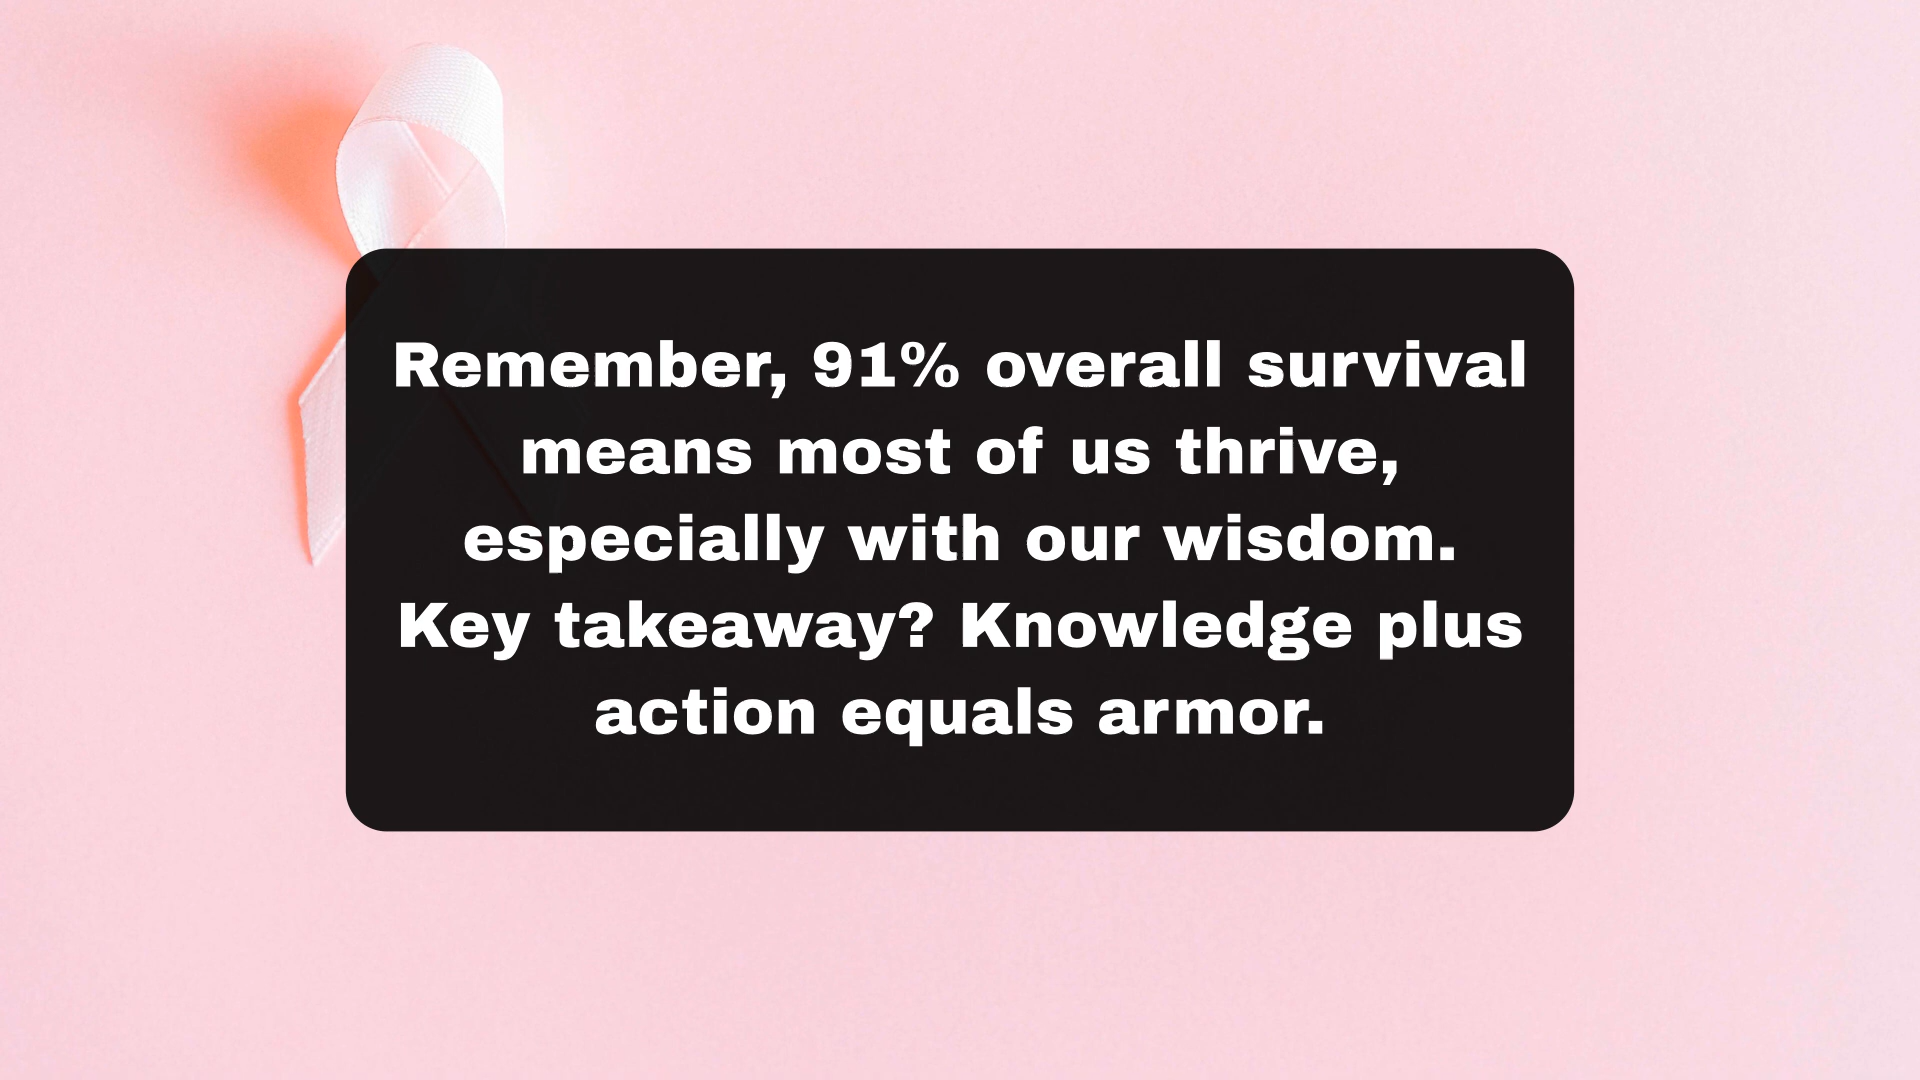 Remember, 91% overall survival
means most of us thrive,
especially with our wisdom.
Key takeaway? Knowledge plus
action equals armor.